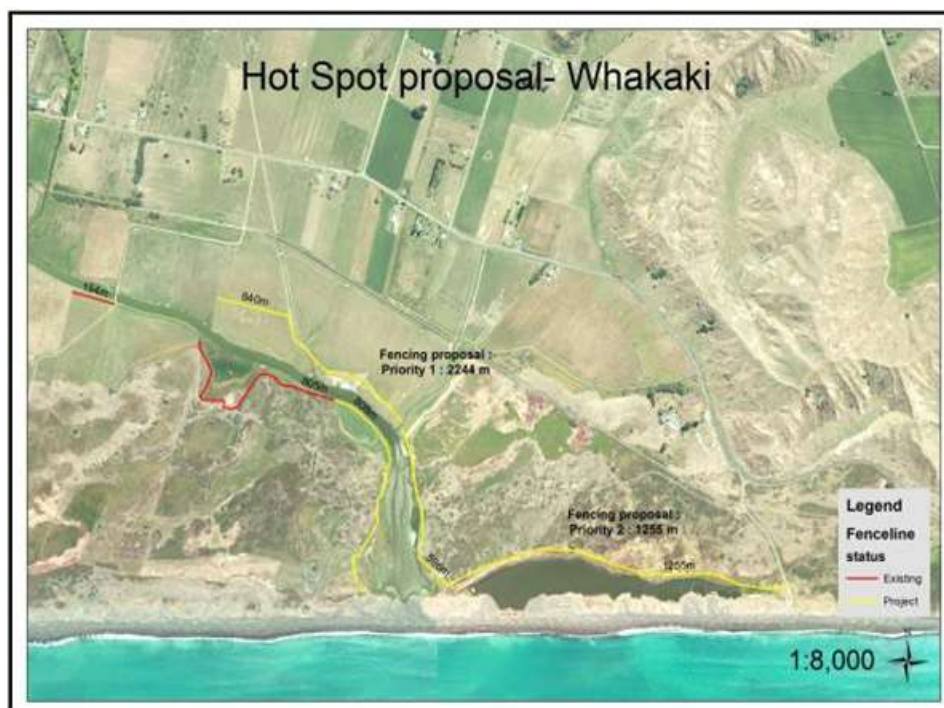 Hot Spot proposal- Whakaki
840m
Fencing proposal :
Priority 1 : 2244 m
Fencing proposal :
Priority 2 : 1255 m
1255m
Legend
Fenceline
status
Existing
Project
1:8,000